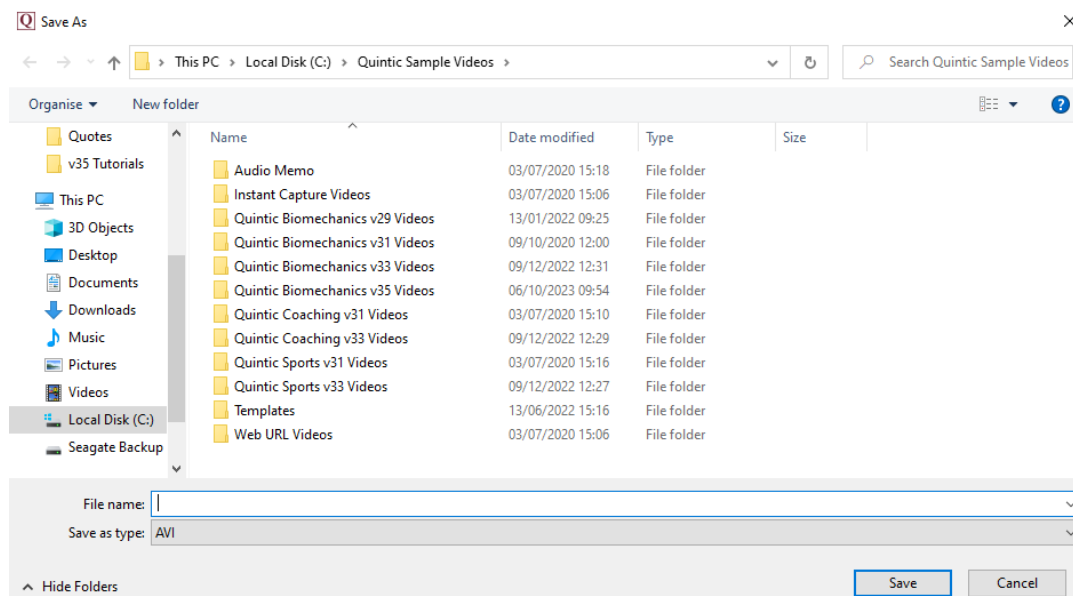 Save As
This PC > Local Disk (C:) > Quintic Sample Videos >
Search Quintic Sample Videos
Organise New folder
Quotes
v35 Tutorials
This PC
3D Objects
Desktop
Documents
Downloads
Music
Pictures
Videos
Local Disk (C:)
Seagate Backup
Name Date modified Type Size
Audio Memo 03/07/2020 15:18 File folder
Instant Capture Videos 03/07/2020 15:06 File folder
Quintic Biomechanics v29 Videos 13/01/2022 09:25 File folder
Quintic Biomechanics v31 Videos 09/10/2020 12:00 File folder
Quintic Biomechanics v33 Videos 09/12/2022 12:31 File folder
Quintic Biomechanics v35 Videos 06/10/2023 09:54 File folder
Quintic Coaching v31 Videos 03/07/2020 15:10 File folder
Quintic Coaching v33 Videos 09/12/2022 12:29 File folder
Quintic Sports v31 Videos 03/07/2020 15:16 File folder
Quintic Sports v33 Videos 09/12/2022 12:27 File folder
Templates 13/06/2022 15:16 File folder
Web URL Videos 03/07/2020 15:06 File folder
File name:
Save as type: AVI
Hide Folders
Save Cancel